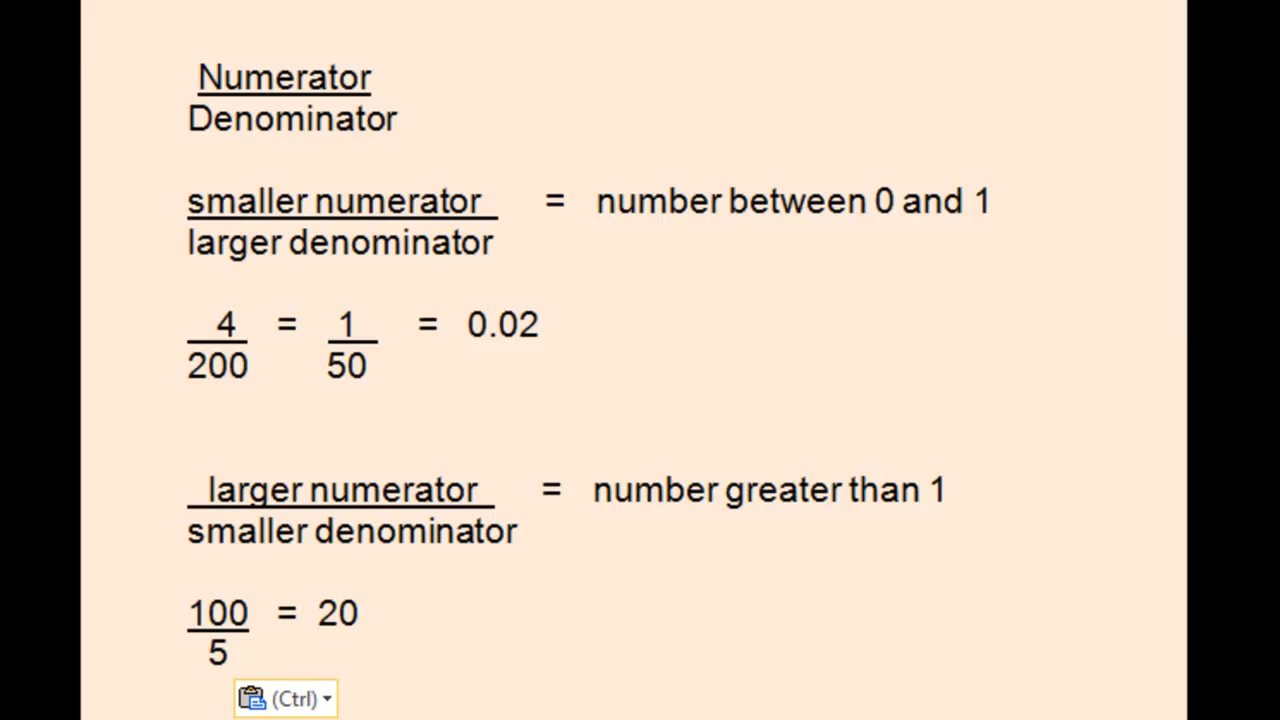 Numerator
Denominator
smaller numerator = number between 0 and 1
larger denominator
4 = 1 = 0.02
200 50
larger numerator = number greater than 1
smaller denominator
100 = 20
5
(Ctrl)